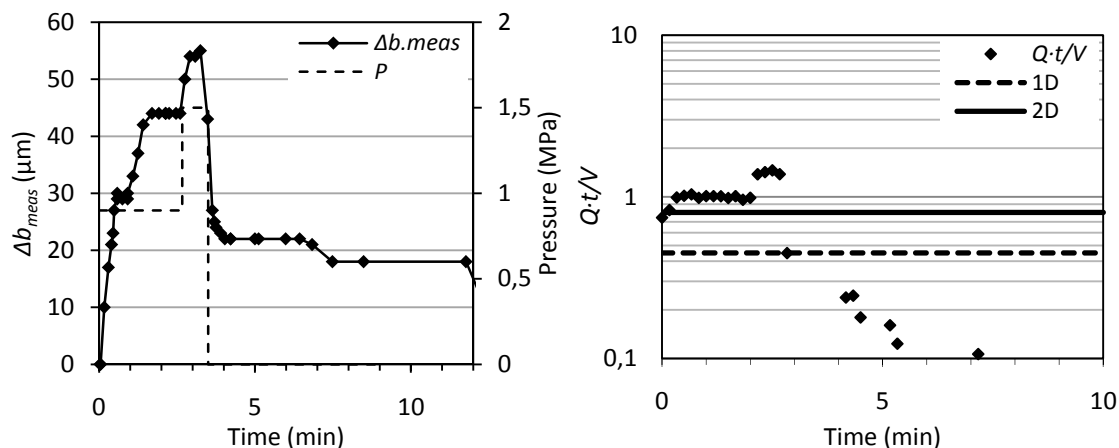 60
50
40
30
20
10
0
Δb_meas (μm)
Δb.meas
P
2
1,5
1
0,5
0
Pressure (MPa)
0
5
10
Time (min)
10
1
0,1
Q·t/V
Q·t/V
1D
2D
0
5
10
Time (min)